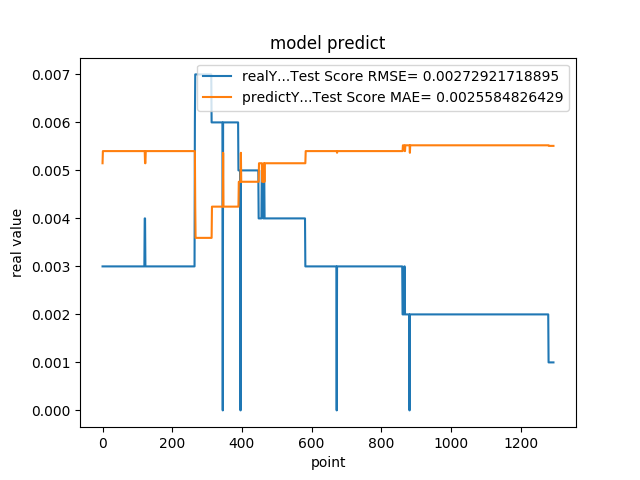 model predict
realY...Test Score RMSE= 0.00272921718895
predictY...Test Score MAE= 0.0025584826429
0.007
0.006
0.005
0.004
0.003
0.002
0.001
0.000
real value
0 200 400 600 800 1000 1200
point